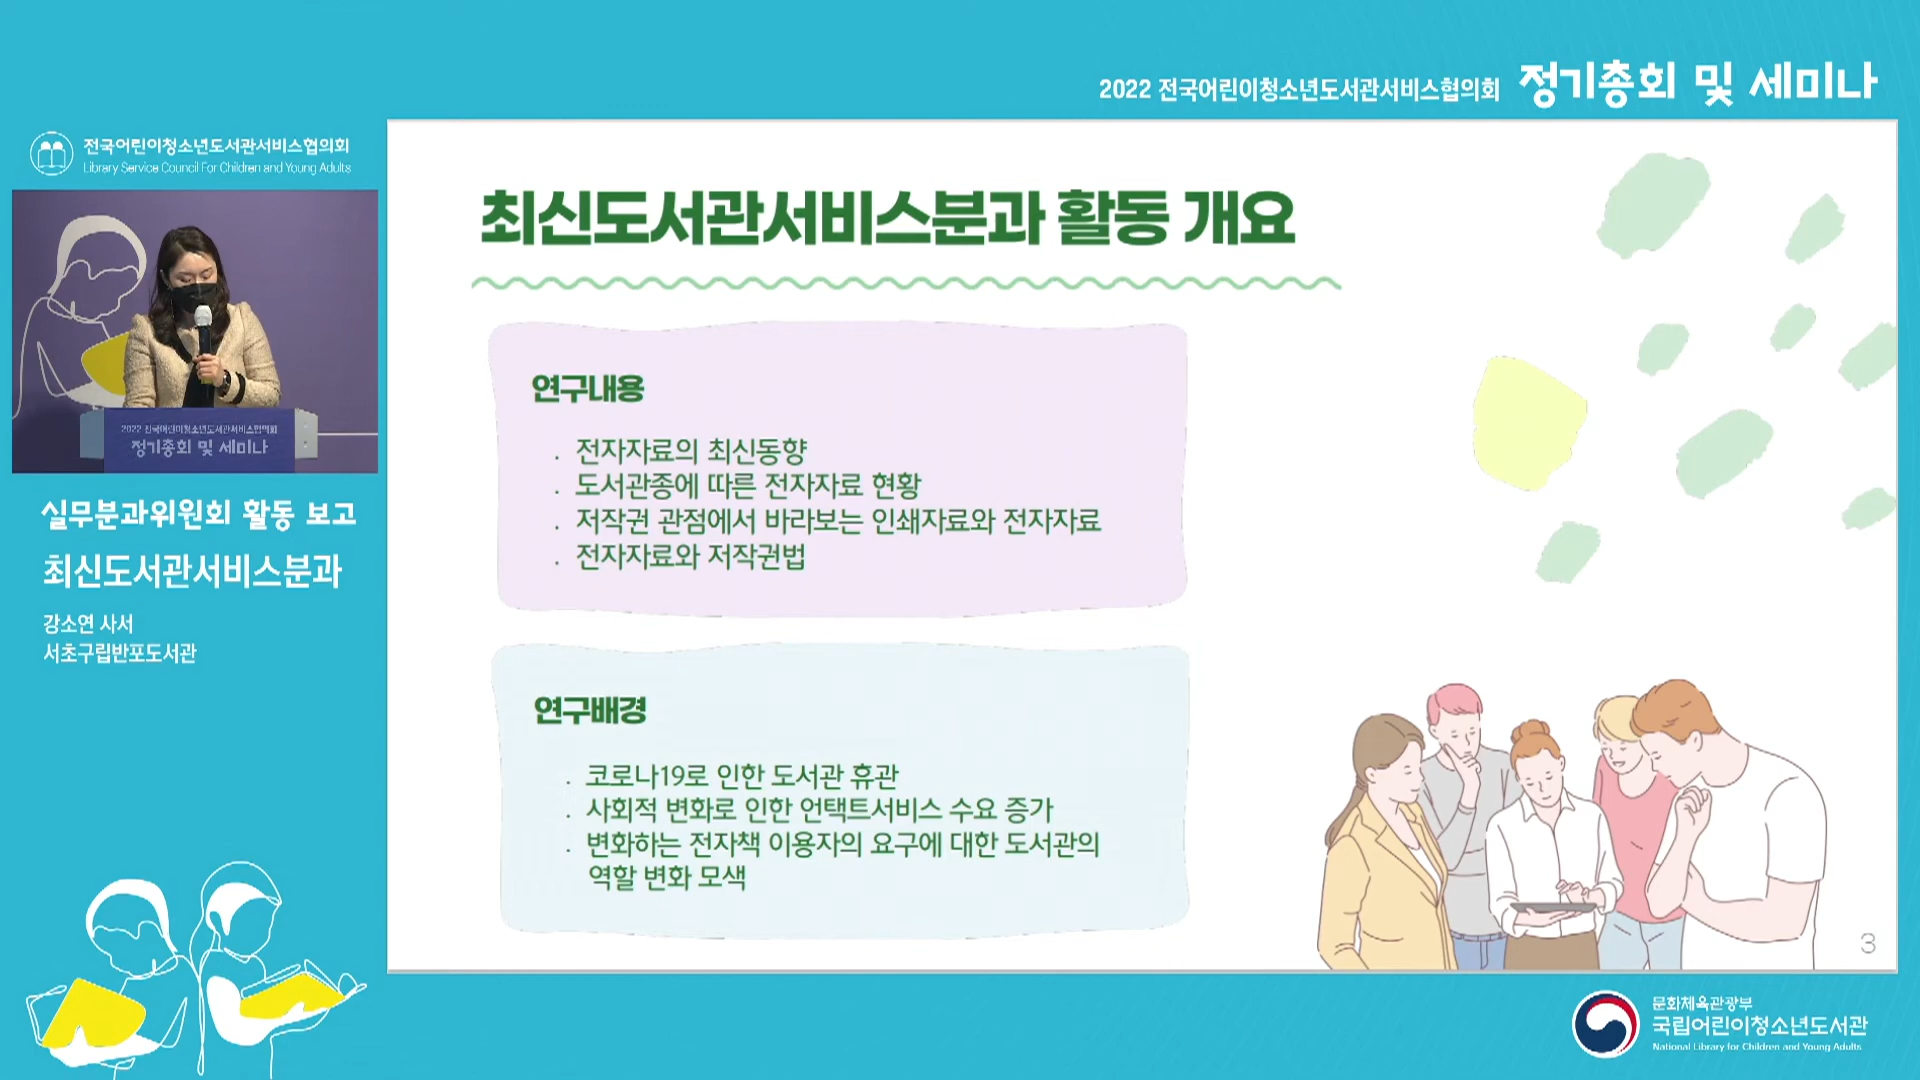 2022 전국어린이청소년도서관서비스협의회 정기총회 및 세미나
전국어린이청소년도서관서비스협의회
Library Service Council For Children and Young Adults
2022 전국어린이청소년도서관서비스협의회
정기총회 및 세미나
실무분과위원회 활동 보고
최신도서관서비스분과
강소연 사서
서초구립반포도서관
최신도서관서비스분과 활동 개요
연구내용
. 전자자료의 최신동향
. 도서관종에 따른 전자자료 현황
. 저작권 관점에서 바라보는 인쇄자료와 전자자료
. 전자자료와 저작권법
연구배경
. 코로나19로 인한 도서관 휴관
. 사회적 변화로 인한 언택트서비스 수요 증가
. 변화하는 전자책 이용자의 요구에 대한 도서관의
역할 변화 모색
3
문화체육관광부
국립어린이청소년도서관
National Library for Children and Young Adults